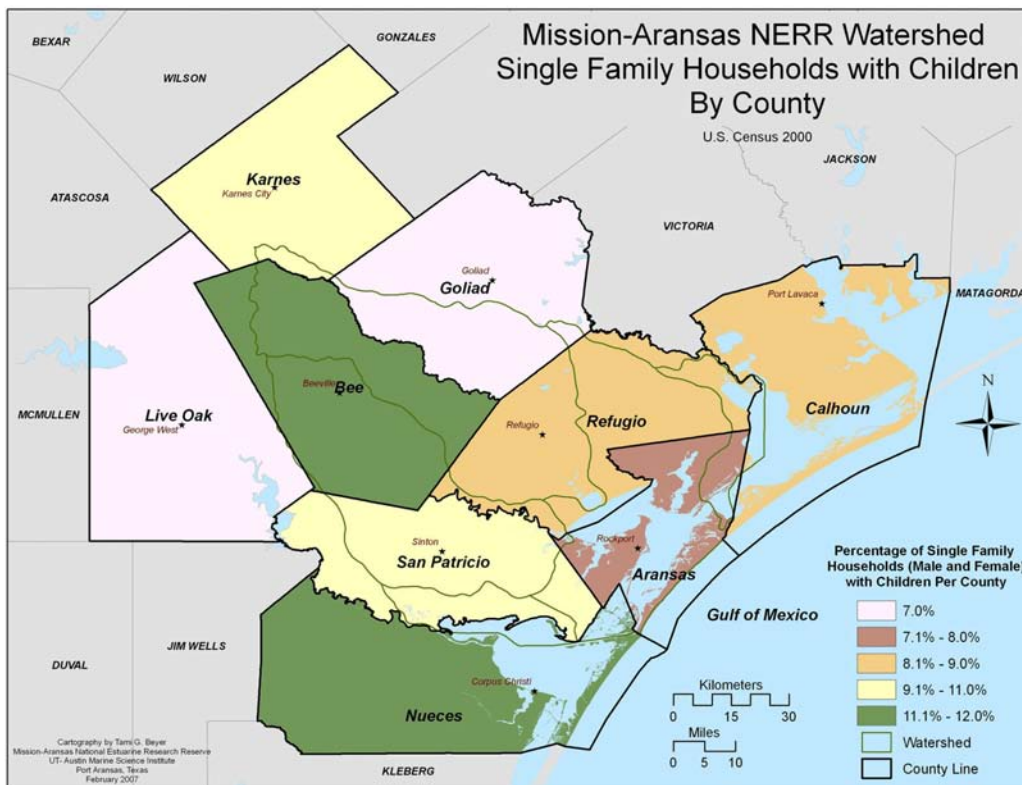 Mission-Aransas NERR Watershed
Single Family Households with Children
By County
U.S. Census 2000
BEXAR
GONZALES
WILSON
JACKSON
ATASCOSA
Karnes
Karnes City
VICTORIA
Goliad
Goliad
MATAGORDA
Port Lavaca
MCMULLEN
Beeville
Bee
Live Oak
George West
Refugio
Refugio
Calhoun
N
Sinton
San Patricio
Rockport
Aransas
Gulf of Mexico
DUVAL
JIM WELLS
Corpus Christi
Nueces
KLEBERG
Kilometers
0 15 30
Miles
0 5 10
Percentage of Single Family
Households (Male and Female)
with Children Per County
7.0%
7.1% - 8.0%
8.1% - 9.0%
9.1% - 11.0%
11.1% - 12.0%
Watershed
County Line
Cartography by Tami G. Beyer
Mission-Aransas National Estuarine Research Reserve
UT- Austin Marine Science Institute
Port Aransas, Texas
February 2007